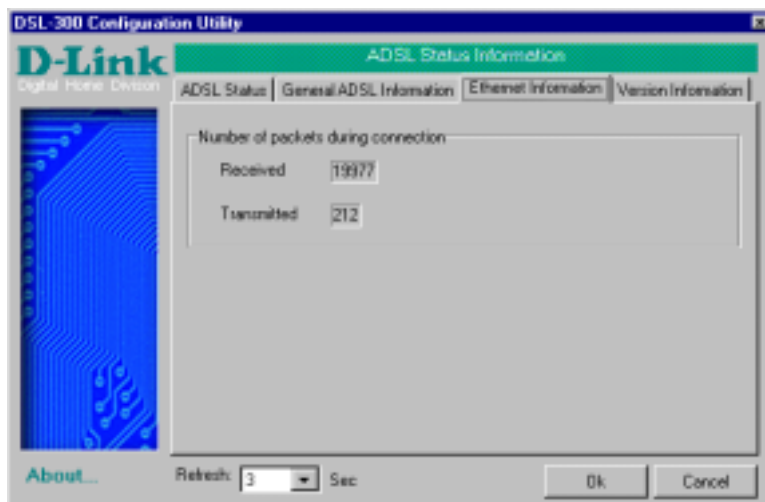 DSL-300 Configuration Utility
D-Link
Digital Home Division
ADSL Status Information
ADSL Status
General ADSL Information
Ethernet Information
Version Information
Number of packets during connection
Received 19977
Transmitted 212
About...
Refresh: 3 Sec
Ok
Cancel